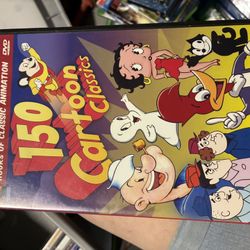 HOURS OF CLASSIC ANIMATION
DVD
150
Cartoon
Classics